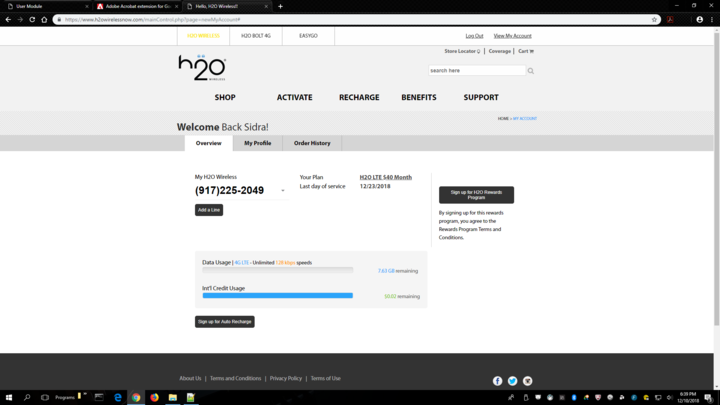 User Module
Adobe Acrobat extension for Go
Hello, H2O Wireless
https://www.h2owirelessnow.com/mainControl.php?page=newMyAccount#
H2O WIRELESS
H2O BOLT 4G
EASYGO
Log Out
View My Account
Store Locator | Coverage | Cart
h2o
WIRELESS
search here
SHOP
ACTIVATE
RECHARGE
BENEFITS
SUPPORT
HOME > MY ACCOUNT
Welcome Back Sidra!
Overview
My Profile
Order History
My H2O Wireless
(917)225-2049
Add a Line
Your Plan
H2O LTE $40 Month
Last day of service
12/23/2018
Sign up for H2O Rewards
Program
By signing up for this rewards
program, you agree to the
Rewards Program Terms and
Conditions.
Data Usage | 4G LTE - Unlimited 128 kbps speeds
7.63 GB remaining
Int'l Credit Usage
$0.02 remaining
Sign up for Auto Recharge
About Us | Terms and Conditions | Privacy Policy | Terms of Use
Programs
6:39 PM
12/10/2018